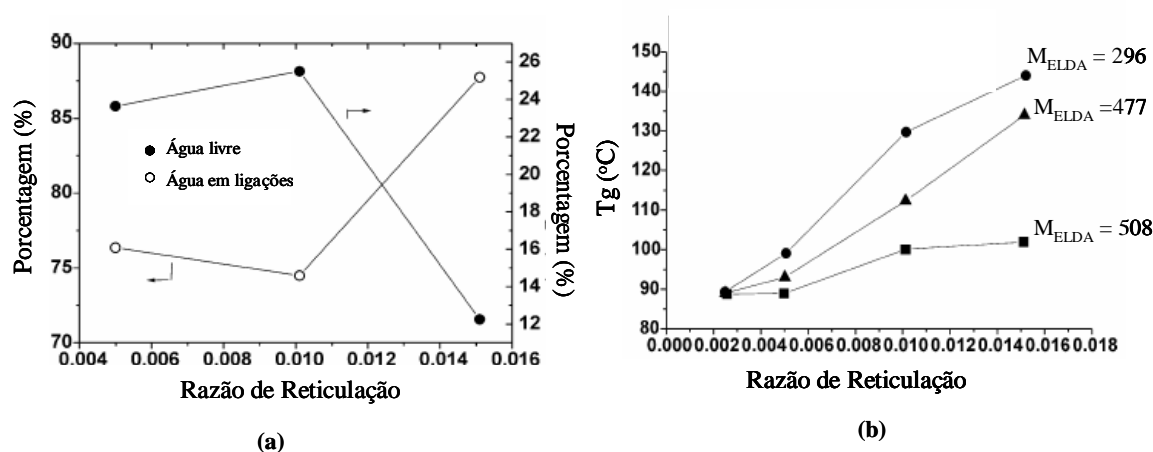 90
85
80
75
70
Porcentagem (%)
26
24
22
20
18
16
14
12
Porcentagem (%)
Água livre
Água em ligações
0.004 0.006 0.008 0.010 0.012 0.014 0.016
Razão de Reticulação
(a)
150
145
140
130
120
110
100
90
80
Tg (ºC)
M_ELDA = 296
M_ELDA =477
M_ELDA = 508
0.000 0.002 0.004 0.006 0.008 0.010 0.012 0.014 0.016 0.018
Razão de Reticulação
(b)